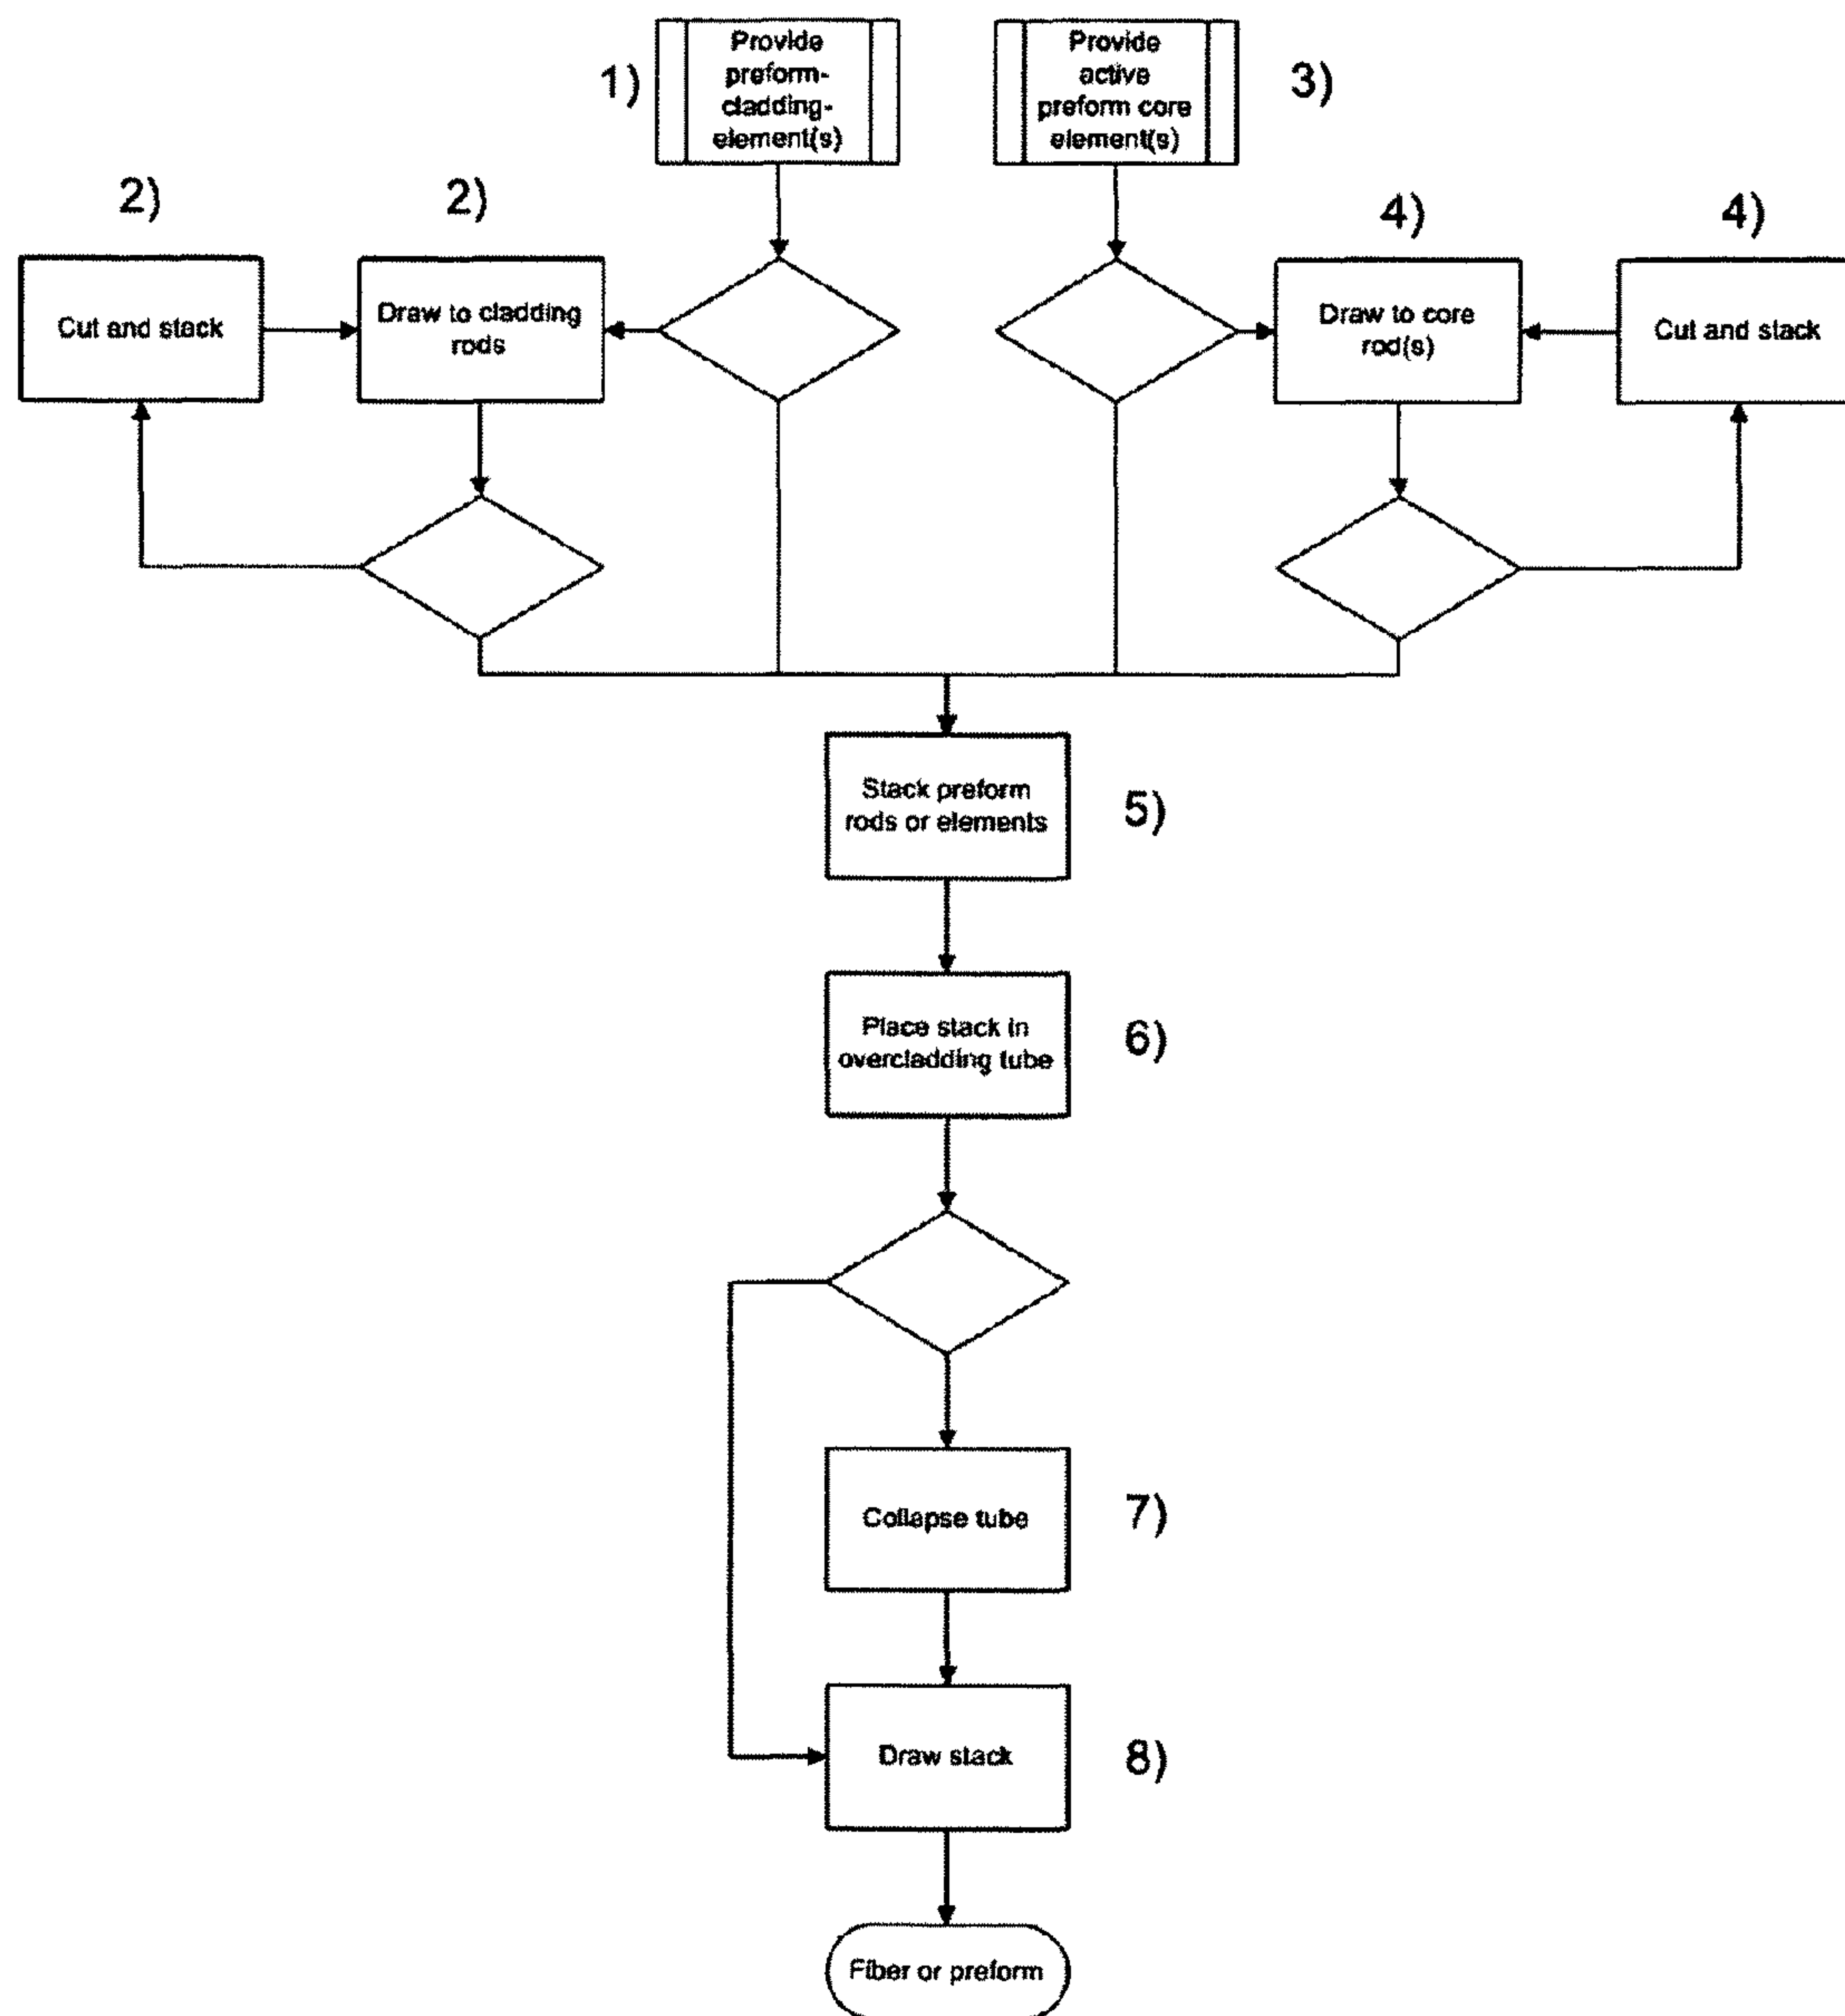 1)
Provide
preform-
cladding-
element(s)
Provide
active
preform core
element(s)
3)
2)
2)
4)
4)
Cut and stack
Draw to cladding
rods
Draw to core
rod(s)
Cut and stack
Stack preform
rods or elements
5)
Place stack in
overcladding tube
6)
Collapse tube
7)
Draw stack
8)
Fiber or preform